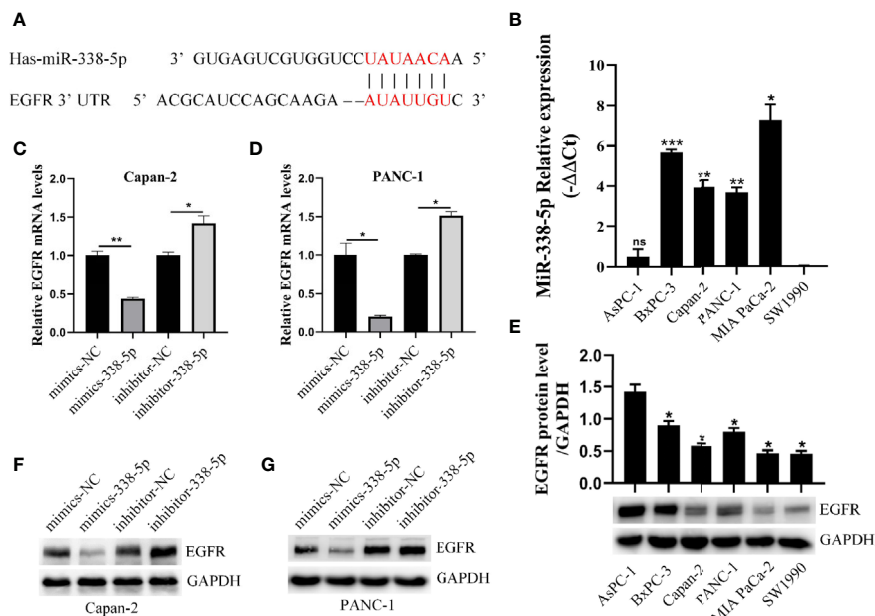 A
Has-miR-338-5p 3' GUGAGUCGUGGUCCUAUAACAA 5'
EGFR 3' UTR 5' ACGCAUCCAGCAAGA --AUAUUGUC 3'
B
MiR-338-5p Relative expression
(-ΔΔCt)
10
8
6
4
2
0
ns
***
**
**
*
AsPC-1
BxPC-3
Capan-2
PANC-1
MIA PaCa-2
SW1990
C
Capan-2
Relative EGFR mRNA levels
2.0
1.5
1.0
0.5
0.0
**
*
mimics-NC
mimics-338-5p
inhibitor-NC
inhibitor-338-5p
D
PANC-1
Relative EGFR mRNA levels
2.0
1.5
1.0
0.5
0.0
*
*
mimics-NC
mimics-338-5p
inhibitor-NC
inhibitor-338-5p
E
EGFR protein level
/GAPDH
2.0
1.5
1.0
0.5
0.0
*
*
*
*
*
EGFR
GAPDH
AsPC-1
BxPC-3
Capan-2
PANC-1
MIA PaCa-2
SW1990
F
mimics-NC
mimics-338-5p
inhibitor-NC
inhibitor-338-5p
EGFR
GAPDH
Capan-2
G
mimics-NC
mimics-338-5p
inhibitor-NC
inhibitor-338-5p
EGFR
GAPDH
PANC-1